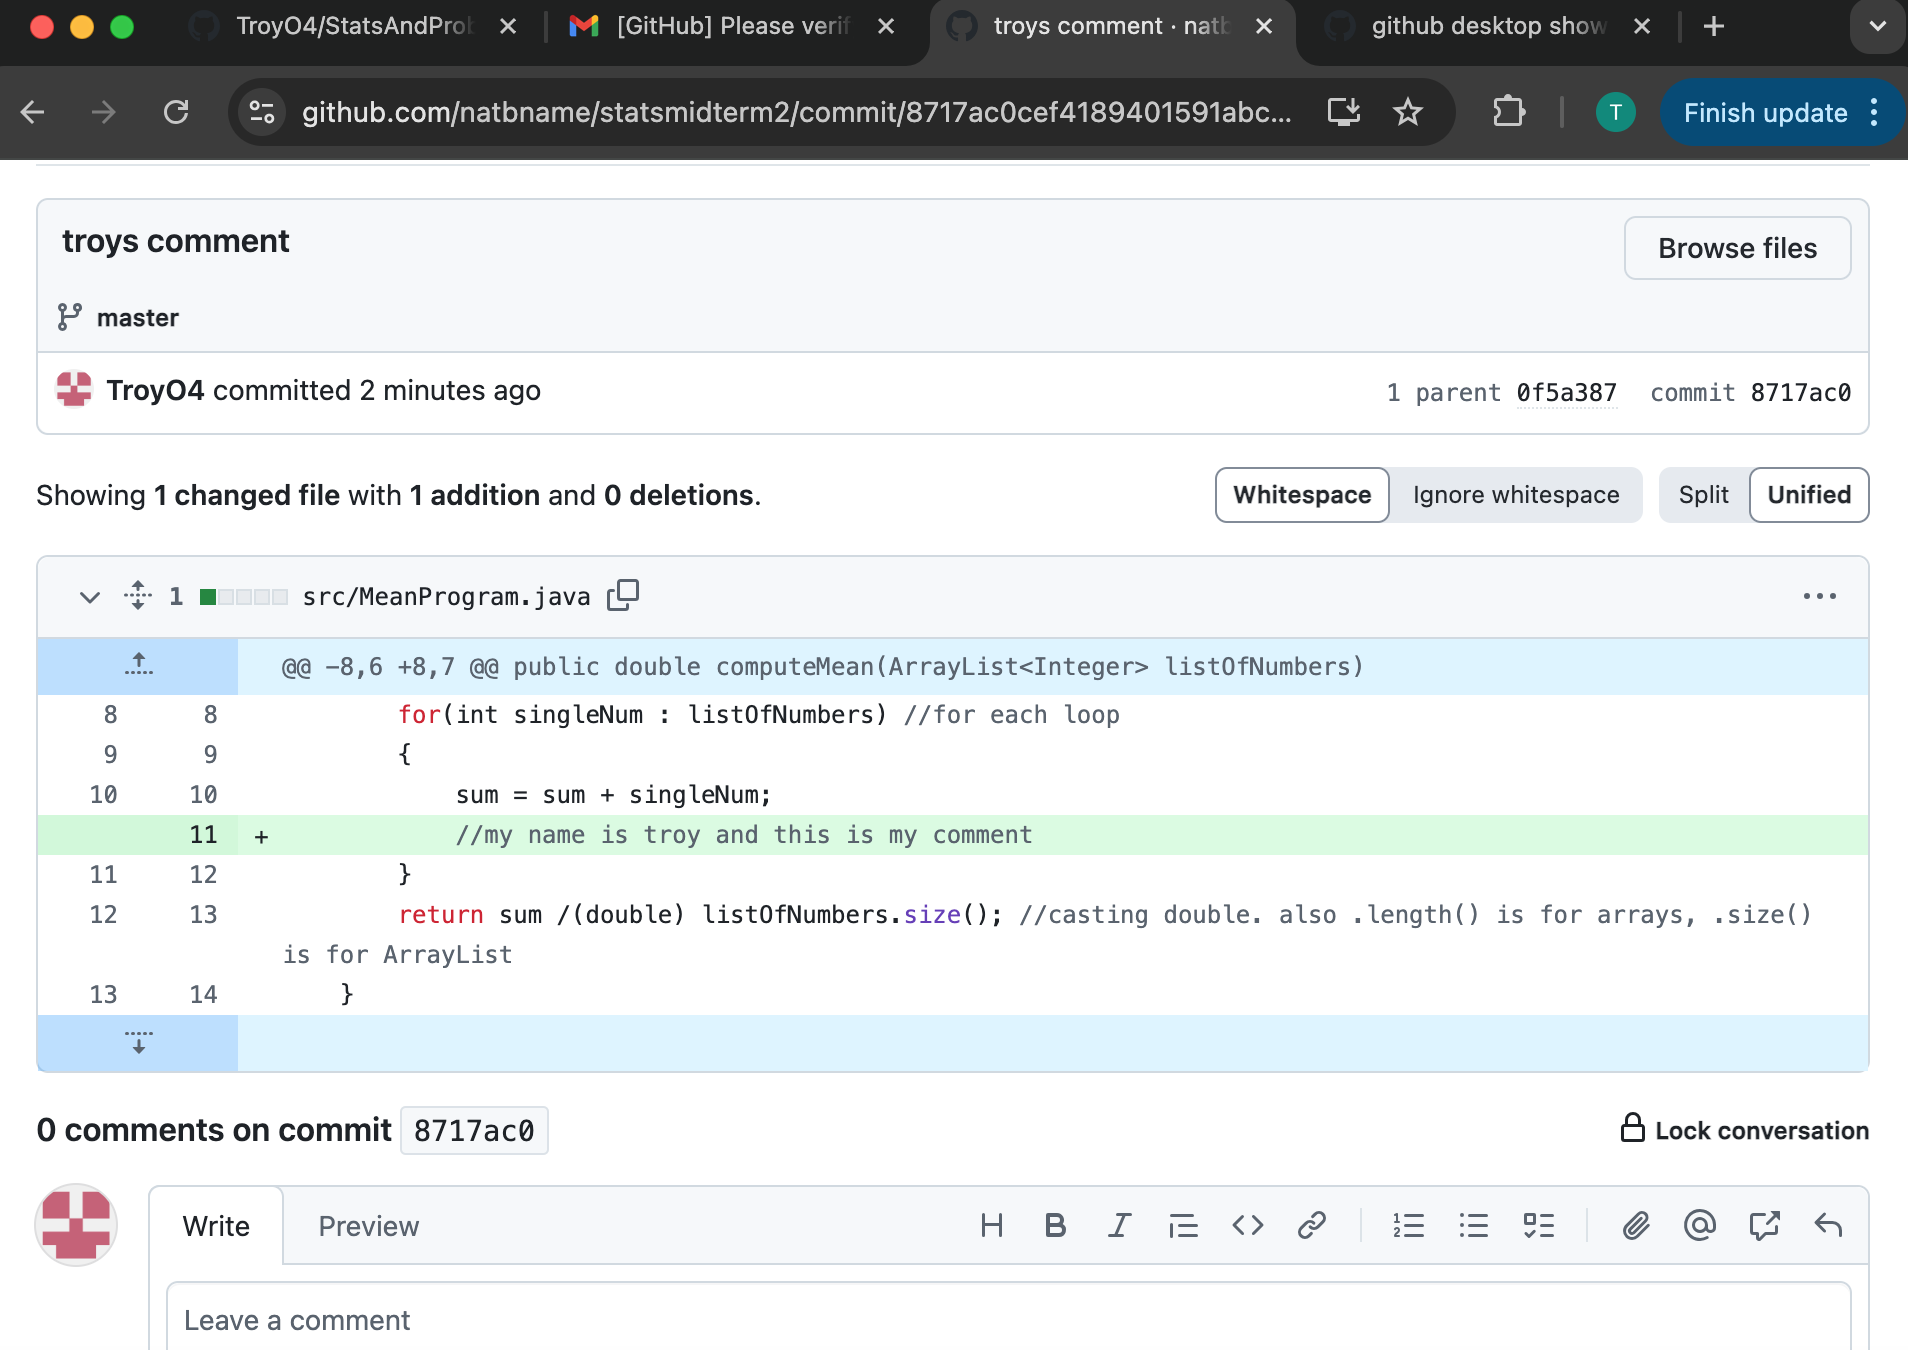 TroyO4/StatsAndProb
[GitHub] Please verif
troys comment · natb
github desktop show
github.com/natbname/statsmidterm2/commit/8717ac0cef4189401591abc...
T
Finish update
troys comment
Browse files
master
TroyO4 committed 2 minutes ago
1 parent 0f5a387 commit 8717ac0
Showing 1 changed file with 1 addition and 0 deletions.
Whitespace Ignore whitespace Split Unified
1 src/MeanProgram.java
@@ -8,6 +8,7 @@ public double computeMean(ArrayList<Integer> listOfNumbers)
8 8 for(int singleNum : listOfNumbers) //for each loop
9 9 {
10 10 sum = sum + singleNum;
11 + //my name is troy and this is my comment
11 12 }
12 13 return sum /(double) listOfNumbers.size(); //casting double. also .length() is for arrays, .size()
is for ArrayList
13 14 }
0 comments on commit 8717ac0
Lock conversation
Write Preview
Leave a comment